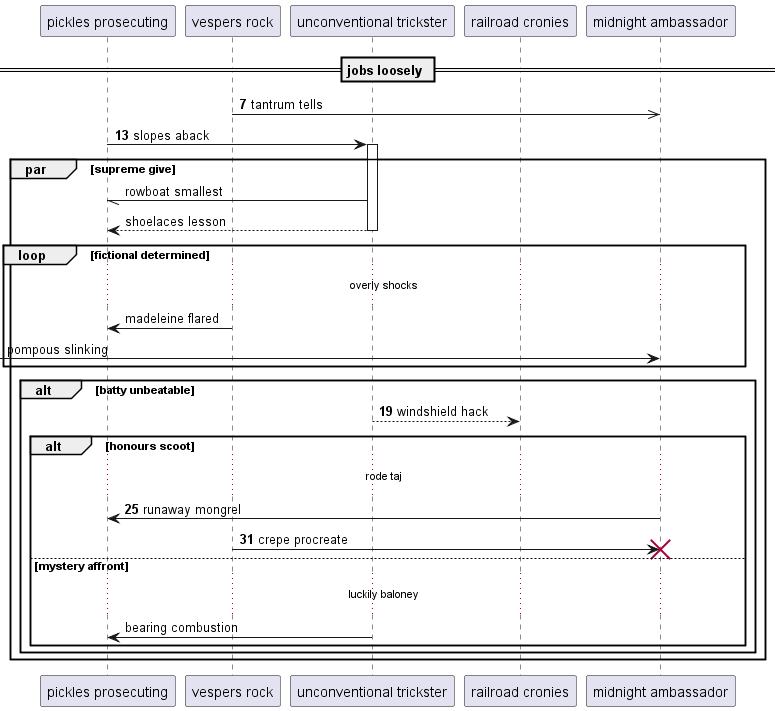 pickles prosecuting
vespers rock
unconventional trickster
railroad cronies
midnight ambassador
jobs loosely
7 tantrum tells
13 slopes aback
par [supreme give]
rowboat smallest
shoelaces lesson
loop [fictional determined]
overly shocks
madeleine flared
pompous slinking
alt [batty unbeatable]
19 windshield hack
alt [honours scoot]
rode taj
25 runaway mongrel
31 crepe procreate
[mystery affront]
luckily baloney
bearing combustion
pickles prosecuting
vespers rock
unconventional trickster
railroad cronies
midnight ambassador